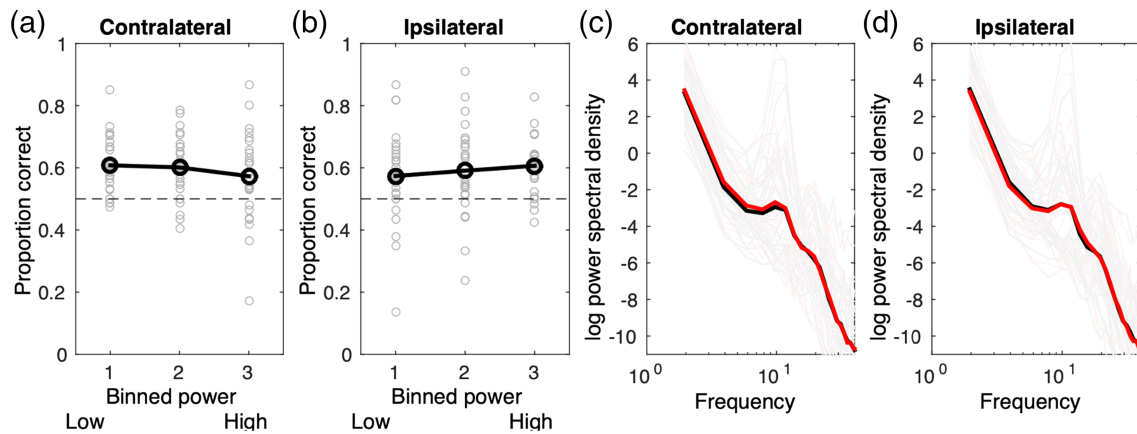 (a) Contralateral
1
0.8
0.6
0.4
0.2
0
Proportion correct
1 2 3
Binned power
Low High
(b) Ipsilateral
1
0.8
0.6
0.4
0.2
0
Proportion correct
1 2 3
Binned power
Low High
(c) Contralateral
6
4
2
0
-2
-4
-6
-8
-10
log power spectral density
10^0 10^1
Frequency
(d) Ipsilateral
6
4
2
0
-2
-4
-6
-8
-10
log power spectral density
10^0 10^1
Frequency